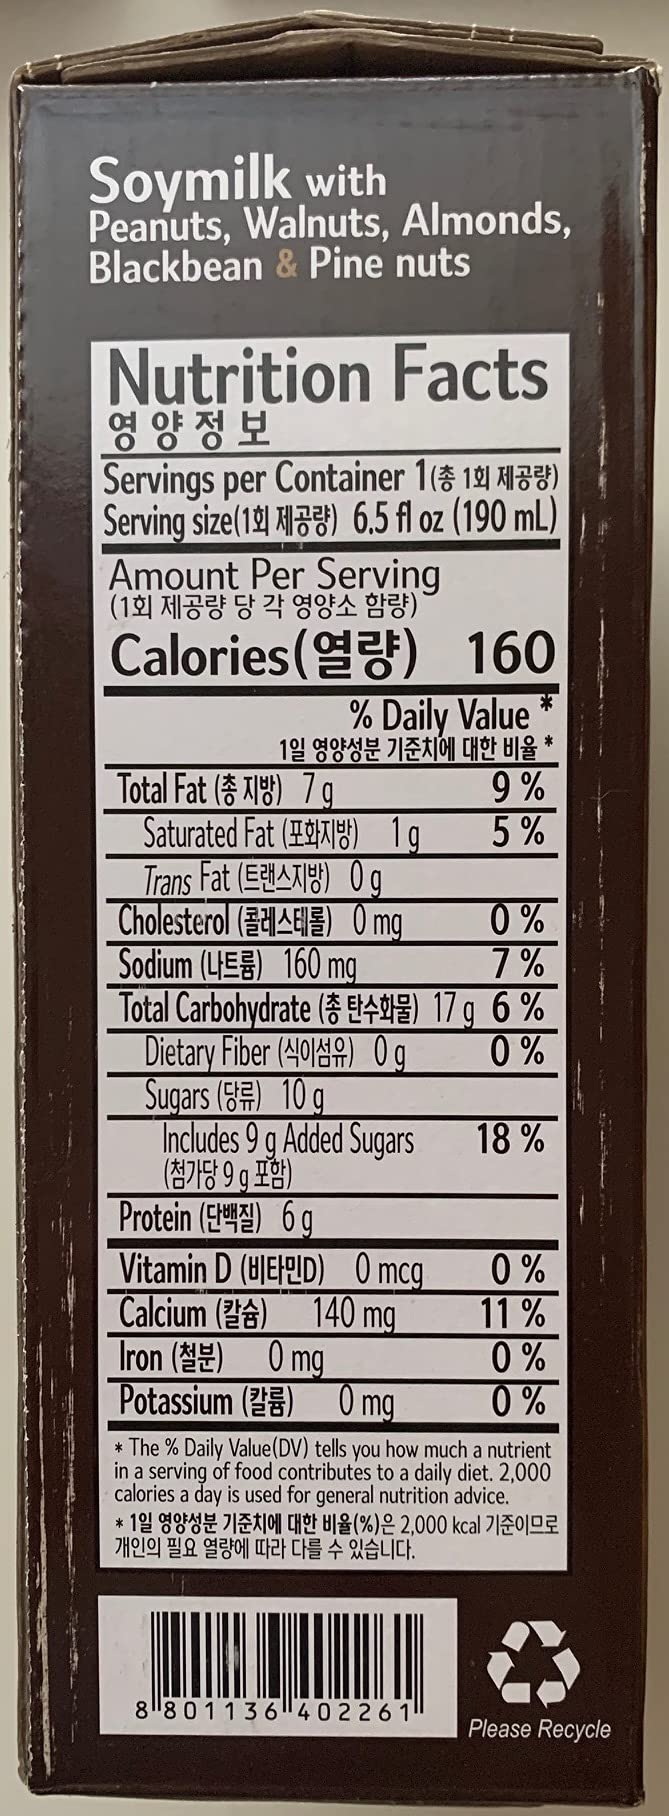 Soymilk with
Peanuts, Walnuts, Almonds,
Blackbean & Pine nuts
Nutrition Facts
영양정보
Servings per Container 1(총 1회 제공량)
Serving size(1회 제공량) 6.5 fl oz (190 mL)
Amount Per Serving
(1회 제공량 당 각 영양소 함량)
Calories(열량) 160
% Daily Value *
1일 영양성분 기준치에 대한 비율 *
Total Fat (총 지방) 7 g 9 %
Saturated Fat (포화지방) 1 g 5 %
Trans Fat (트랜스지방) 0 g
Cholesterol (콜레스테롤) 0 mg 0 %
Sodium (나트륨) 160 mg 7 %
Total Carbohydrate (총 탄수화물) 17 g 6 %
Dietary Fiber (식이섬유) 0 g 0 %
Sugars (당류) 10 g
Includes 9 g Added Sugars 18 %
(첨가당 9 g 포함)
Protein (단백질) 6 g
Vitamin D (비타민D) 0 mcg 0 %
Calcium (칼슘) 140 mg 11 %
Iron (철분) 0 mg 0 %
Potassium (칼륨) 0 mg 0 %
* The % Daily Value(DV) tells you how much a nutrient
in a serving of food contributes to a daily diet. 2,000
calories a day is used for general nutrition advice.
* 1일 영양성분 기준치에 대한 비율(%)은 2,000 kcal 기준이므로
개인의 필요 열량에 따라 다를 수 있습니다.
8 801136 402261
Please Recycle